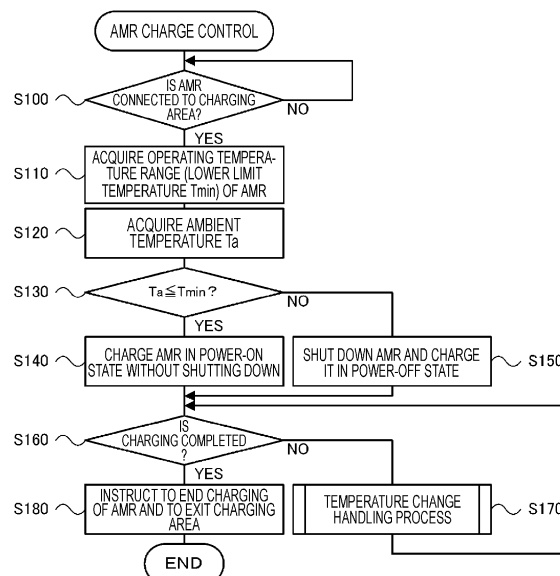 AMR CHARGE CONTROL
S100
IS AMR
CONNECTED TO CHARGING
AREA?
NO
YES
S110
ACQUIRE OPERATING TEMPERA-
TURE RANGE (LOWER LIMIT
TEMPERATURE Tmin) OF AMR
S120
ACQUIRE AMBIENT
TEMPERATURE Ta
S130
Ta≦Tmin?
NO
YES
S140
CHARGE AMR IN POWER-ON
STATE WITHOUT SHUTTING DOWN
SHUT DOWN AMR AND CHARGE
IT IN POWER-OFF STATE
S150
S160
IS
CHARGING COMPLETED
?
NO
YES
S180
INSTRUCT TO END CHARGING
OF AMR AND TO EXIT CHARGING
AREA
TEMPERATURE CHANGE
HANDLING PROCESS
S170
END